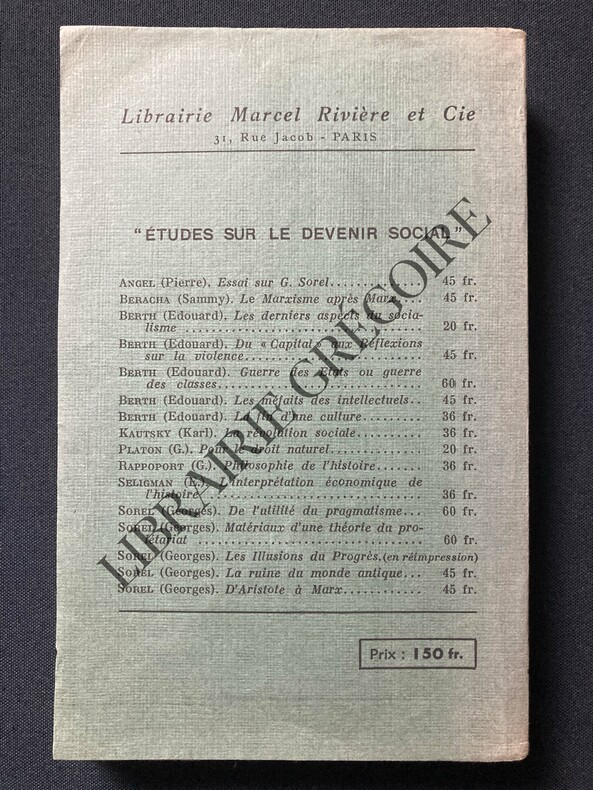 Librairie Marcel Rivière et Cie
31, Rue Jacob - PARIS
"ÉTUDES SUR LE DEVENIR SOCIAL"
ANGEL (Pierre). Essai sur G. Sorel.............. 45 fr.
BERACHA (Sammy). Le Marxisme après Marx.... 45 fr.
BERTH (Edouard). Les derniers aspects du socia-
lisme .................................... 20 fr.
BERTH (Edouard). Du « Capital » aux Réflexions
sur la violence........................... 45 fr.
BERTH (Edouard). Guerre des Etats ou guerre
des classes............................... 60 fr.
BERTH (Edouard). Les méfaits des intellectuels.. 45 fr.
BERTH (Edouard). La fin d'une culture......... 36 fr.
KAUTSKY (Karl). La révolution sociale.......... 36 fr.
PLATON (G.). Pour le droit naturel............. 20 fr.
RAPPOPORT (G.). Philosophie de l'histoire....... 36 fr.
SELIGMAN (E.). L'interprétation économique de
l'histoire ................................ 36 fr.
SOREL (Georges). De l'utilité du pragmatisme... 60 fr.
SOREL (Georges). Matériaux d'une théorie du pro-
létariat .................................. 60 fr.
SOREL (Georges). Les Illusions du Progrès.(en réimpression)
SOREL (Georges). La ruine du monde antique... 45 fr.
SOREL (Georges). D'Aristote à Marx............ 45 fr.
Prix : 150 fr.
LIBRAIRIE GRÉGOIRE